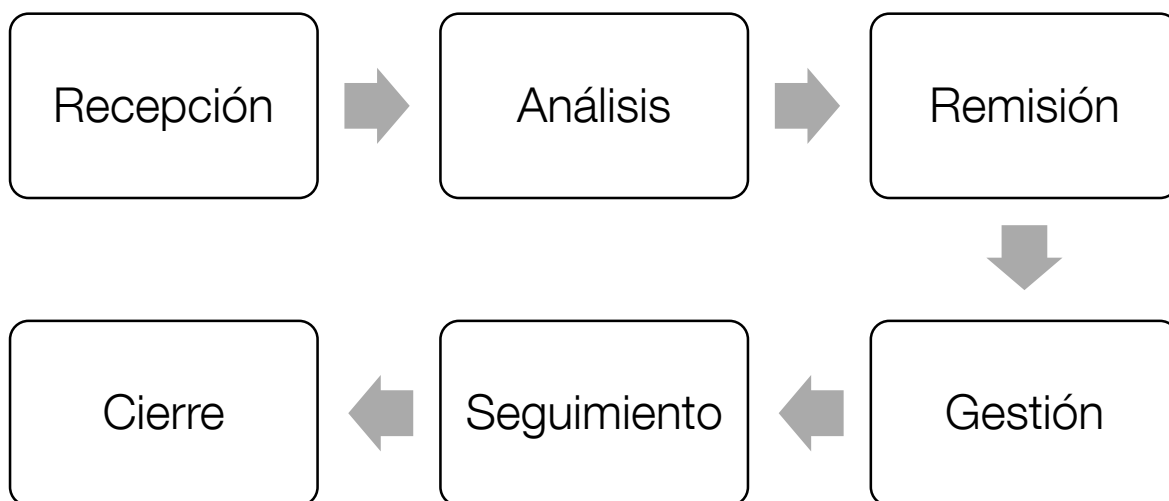 Recepción
Análisis
Remisión
Gestión
Seguimiento
Cierre